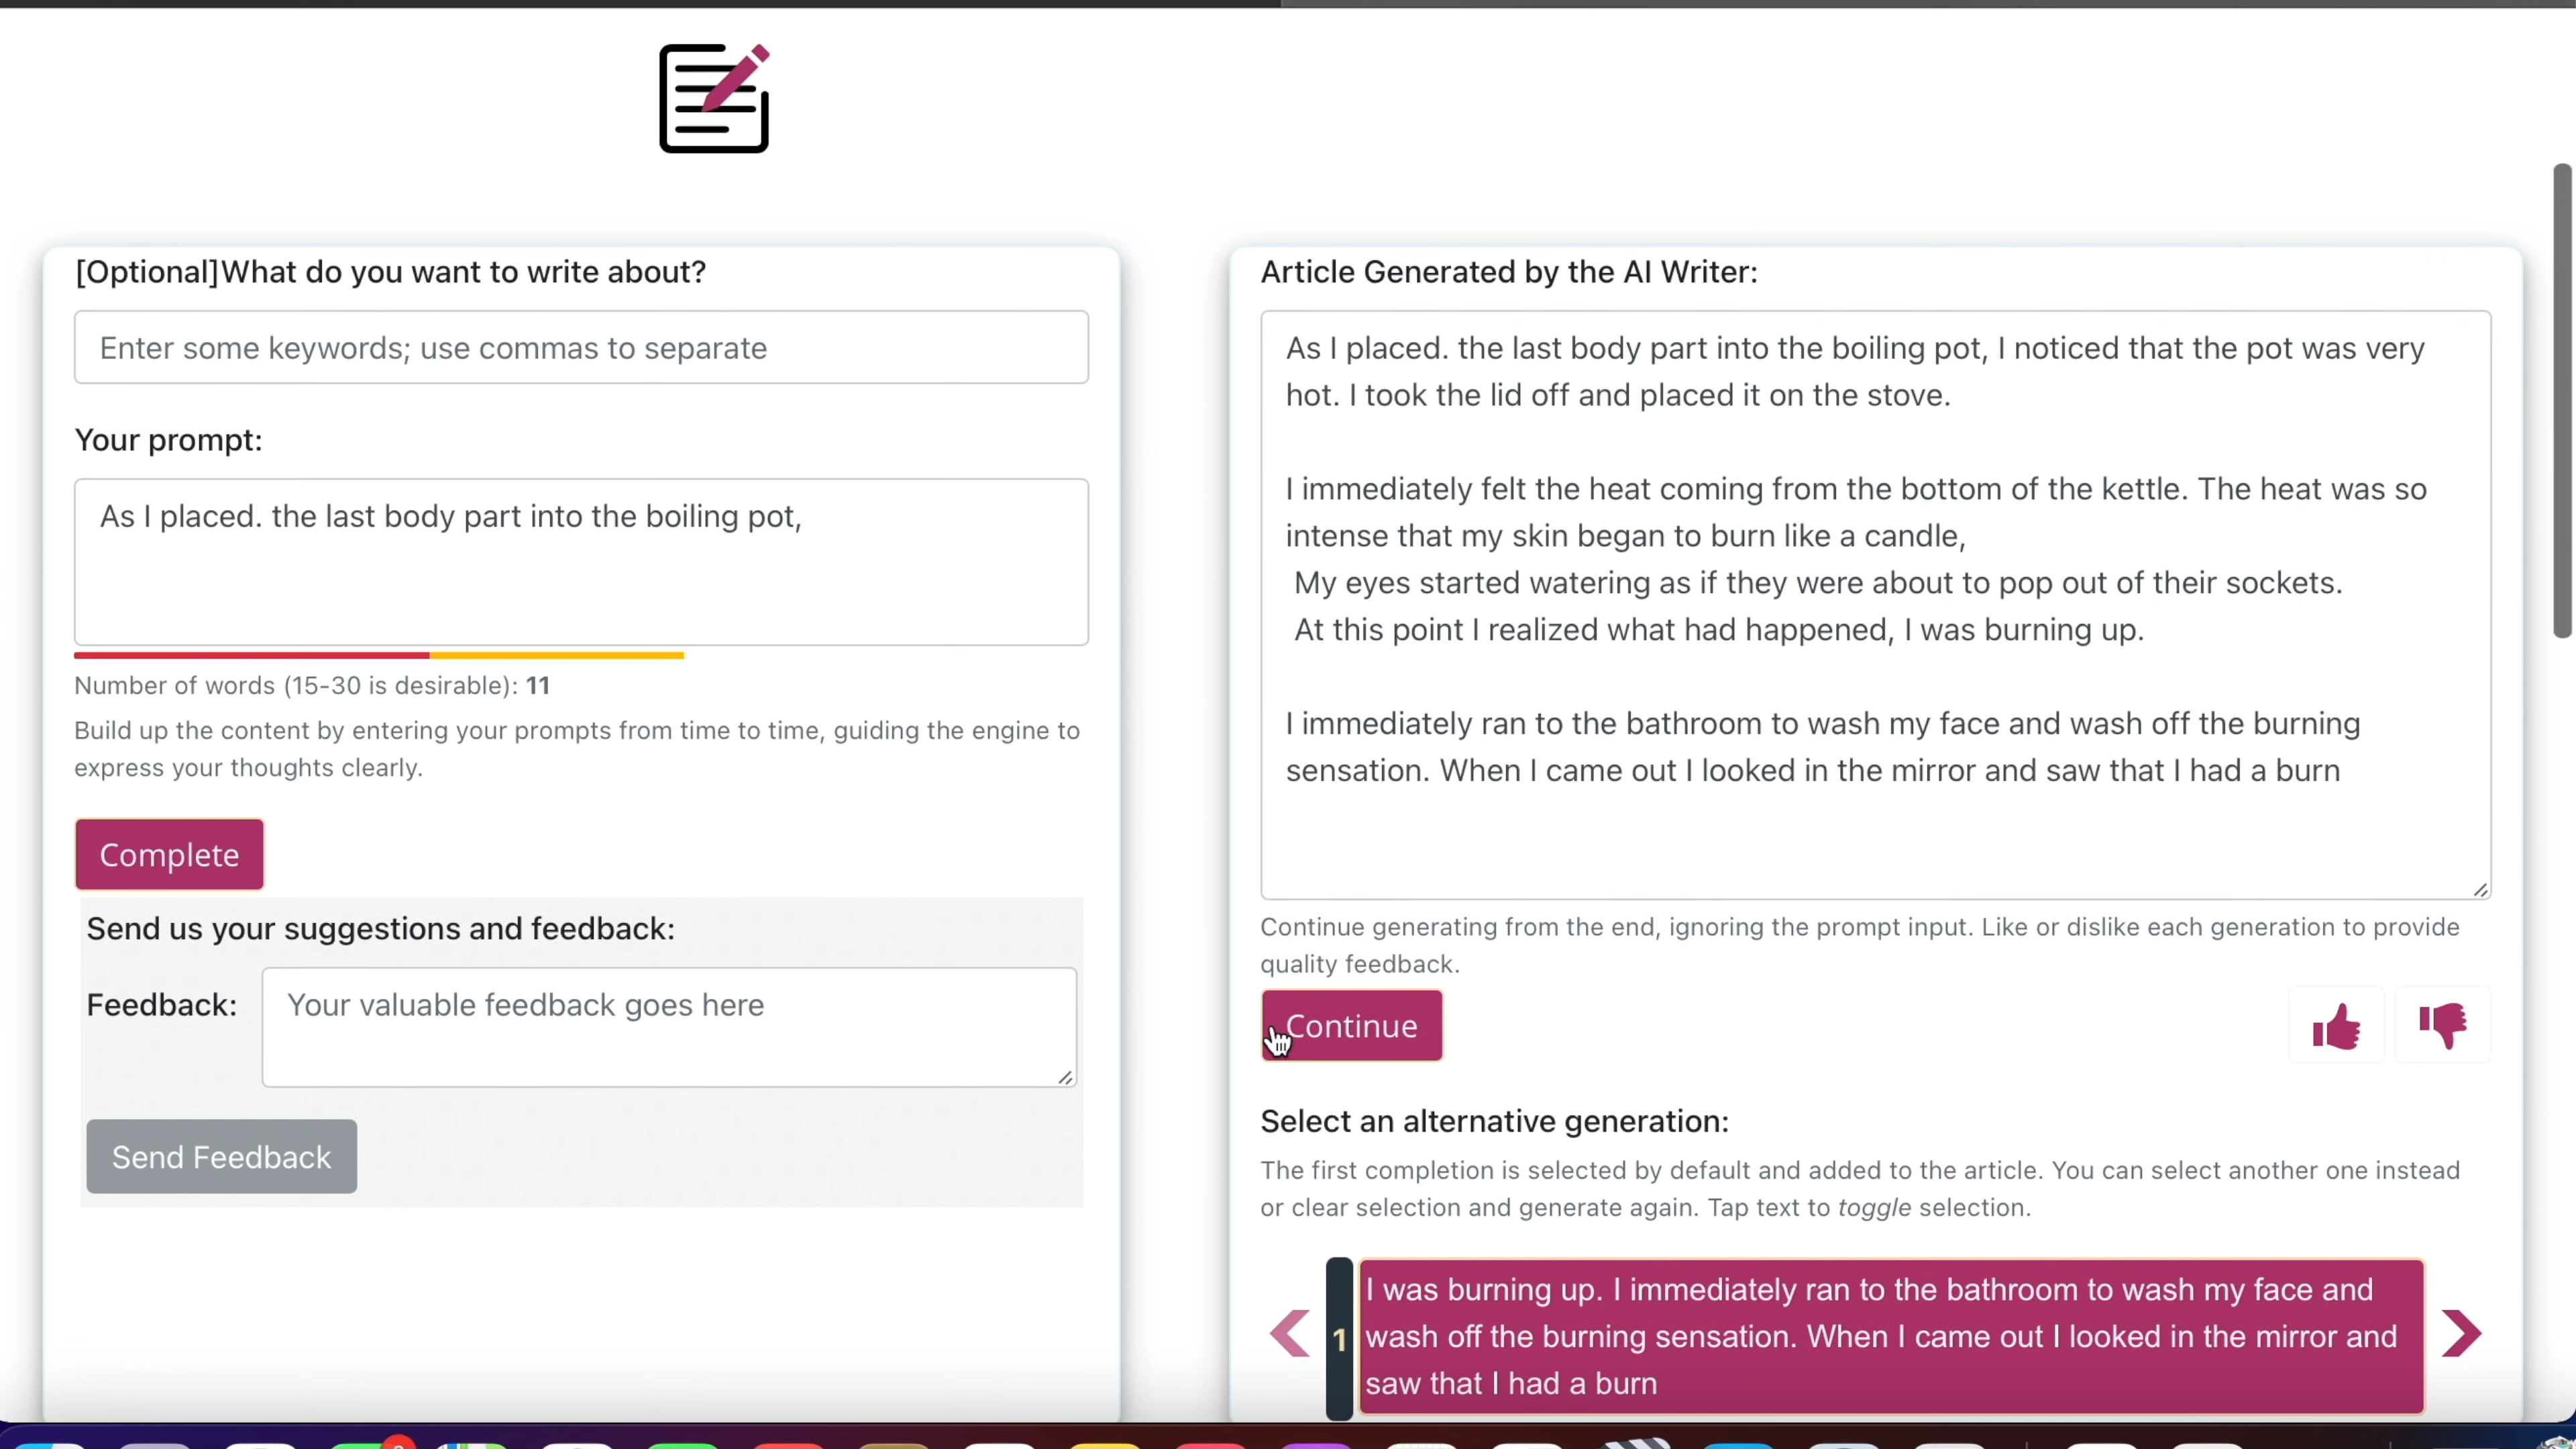 [Optional]What do you want to write about?
Enter some keywords; use commas to separate
Your prompt:
As I placed. the last body part into the boiling pot,
Number of words (15-30 is desirable): 11
Build up the content by entering your prompts from time to time, guiding the engine to
express your thoughts clearly.
Complete
Send us your suggestions and feedback:
Feedback:
Your valuable feedback goes here
Send Feedback
Article Generated by the AI Writer:
As I placed. the last body part into the boiling pot, I noticed that the pot was very
hot. I took the lid off and placed it on the stove.
I immediately felt the heat coming from the bottom of the kettle. The heat was so
intense that my skin began to burn like a candle,
My eyes started watering as if they were about to pop out of their sockets.
At this point I realized what had happened, I was burning up.
I immediately ran to the bathroom to wash my face and wash off the burning
sensation. When I came out I looked in the mirror and saw that I had a burn
Continue generating from the end, ignoring the prompt input. Like or dislike each generation to provide
quality feedback.
Continue
Select an alternative generation:
The first completion is selected by default and added to the article. You can select another one instead
or clear selection and generate again. Tap text to toggle selection.
1
I was burning up. I immediately ran to the bathroom to wash my face and
wash off the burning sensation. When I came out I looked in the mirror and
saw that I had a burn